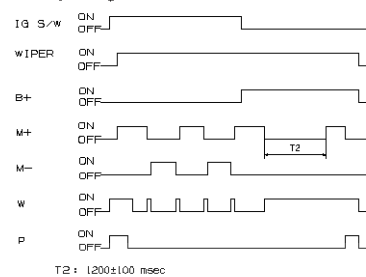 IG S/W ON
OFF
WIPER ON
OFF
B+ ON
OFF
M+ ON
OFF
T2
M- ON
OFF
W ON
OFF
P ON
OFF
T2: 1200±100 msec